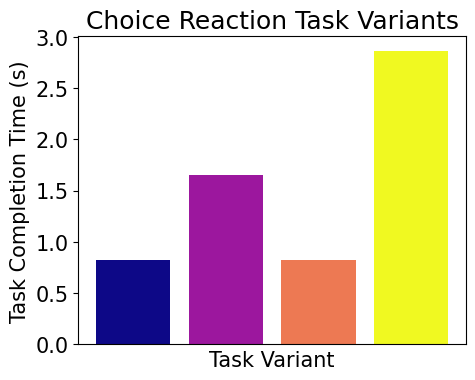 Choice Reaction Task Variants
Task Completion Time (s)
3.0
2.5
2.0
1.5
1.0
0.5
0.0
Task Variant